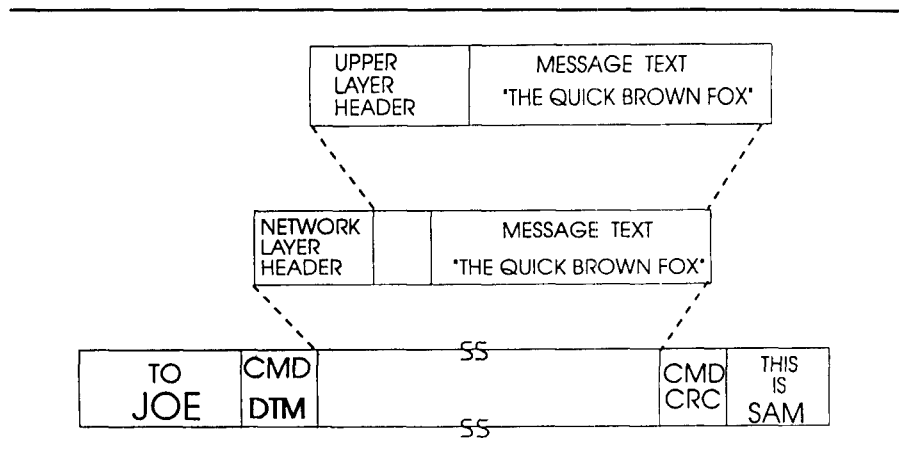 UPPER
LAYER
HEADER
MESSAGE TEXT
"THE QUICK BROWN FOX"
NETWORK
LAYER
HEADER
MESSAGE TEXT
"THE QUICK BROWN FOX"
TO
JOE
CMD
DTM
CMD
CRC
THIS
IS
SAM